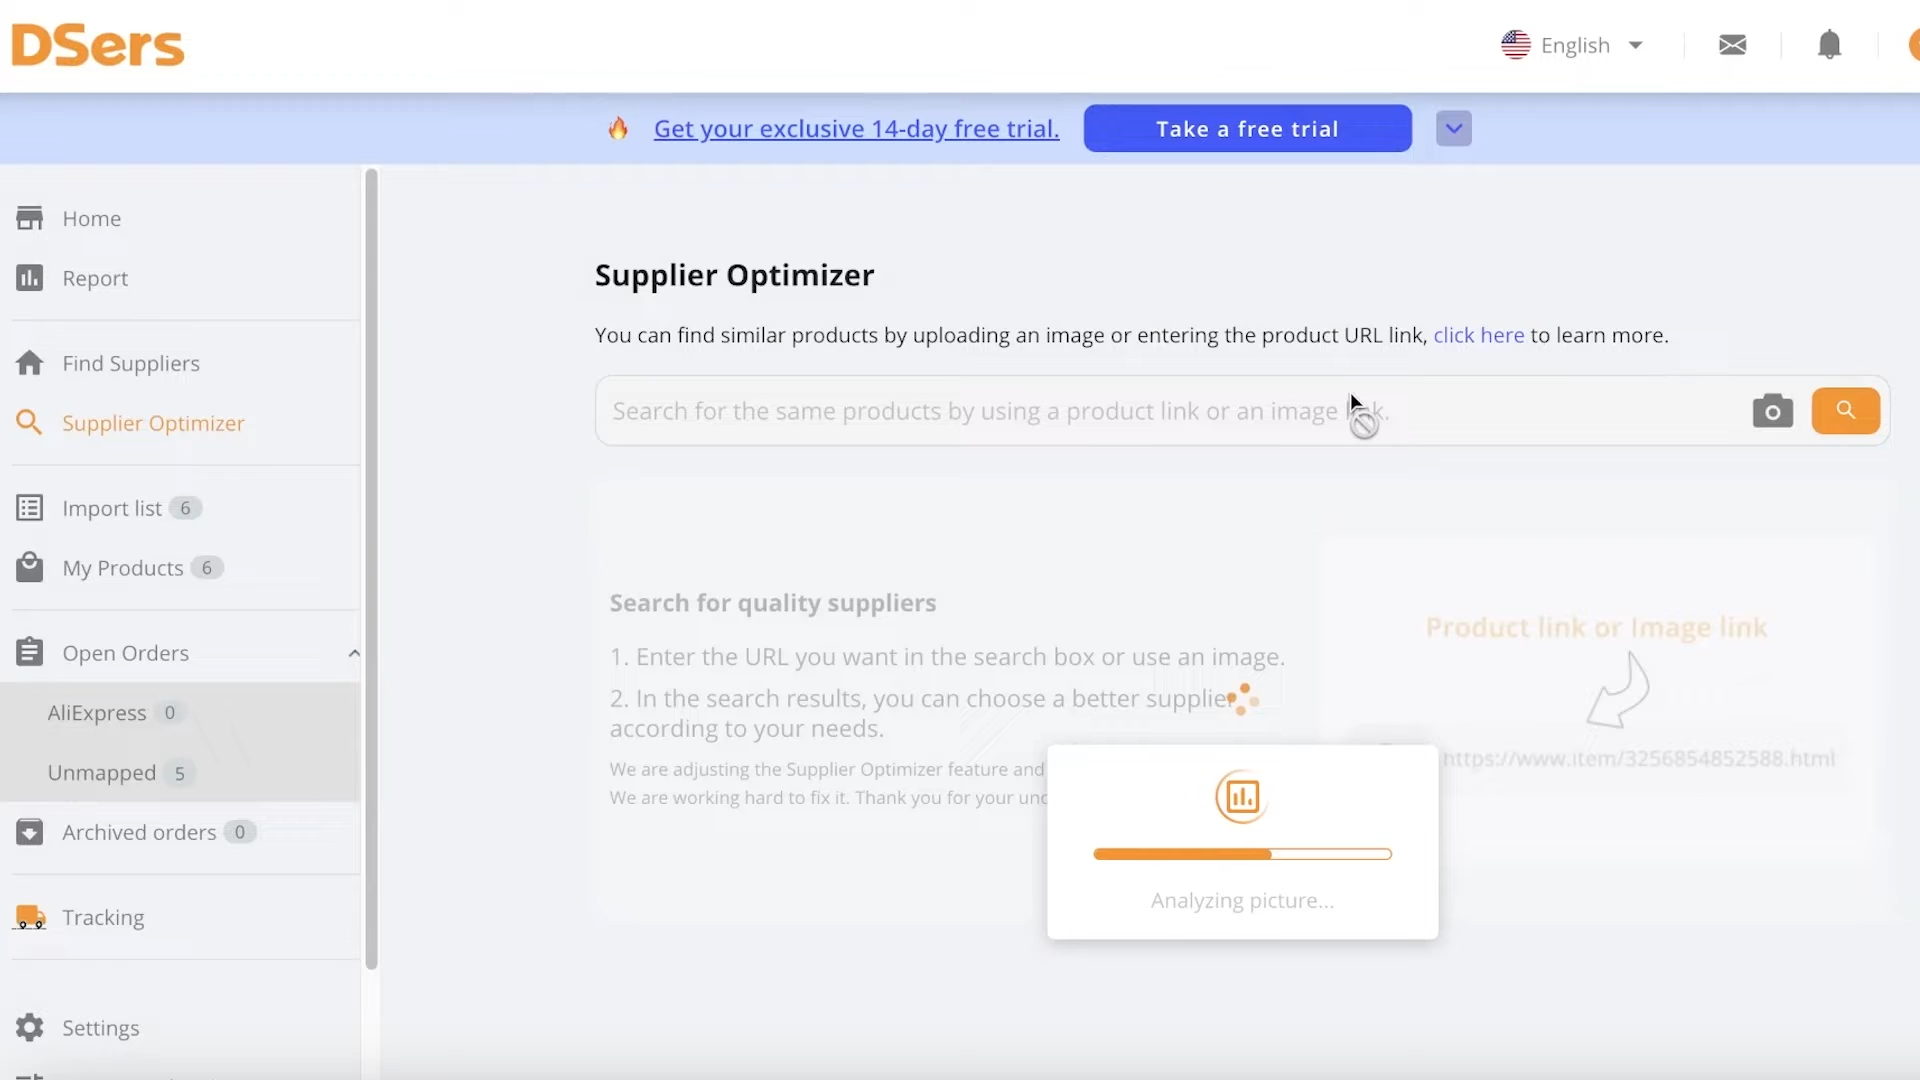 DSers
English
Get your exclusive 14-day free trial.
Take a free trial
Home
Report
Find Suppliers
Supplier Optimizer
Import list 6
My Products 6
Open Orders
AliExpress 0
Unmapped 5
Archived orders 0
Tracking
Settings
Supplier Optimizer
You can find similar products by uploading an image or entering the product URL link, click here to learn more.
Search for the same products by using a product link or an image link.
Search for quality suppliers
1. Enter the URL you want in the search box or use an image.
2. In the search results, you can choose a better supplier
according to your needs.
We are adjusting the Supplier Optimizer feature and
We are working hard to fix it. Thank you for your
Product link or Image link
https://www.item/3256854852588.html
Analyzing picture...